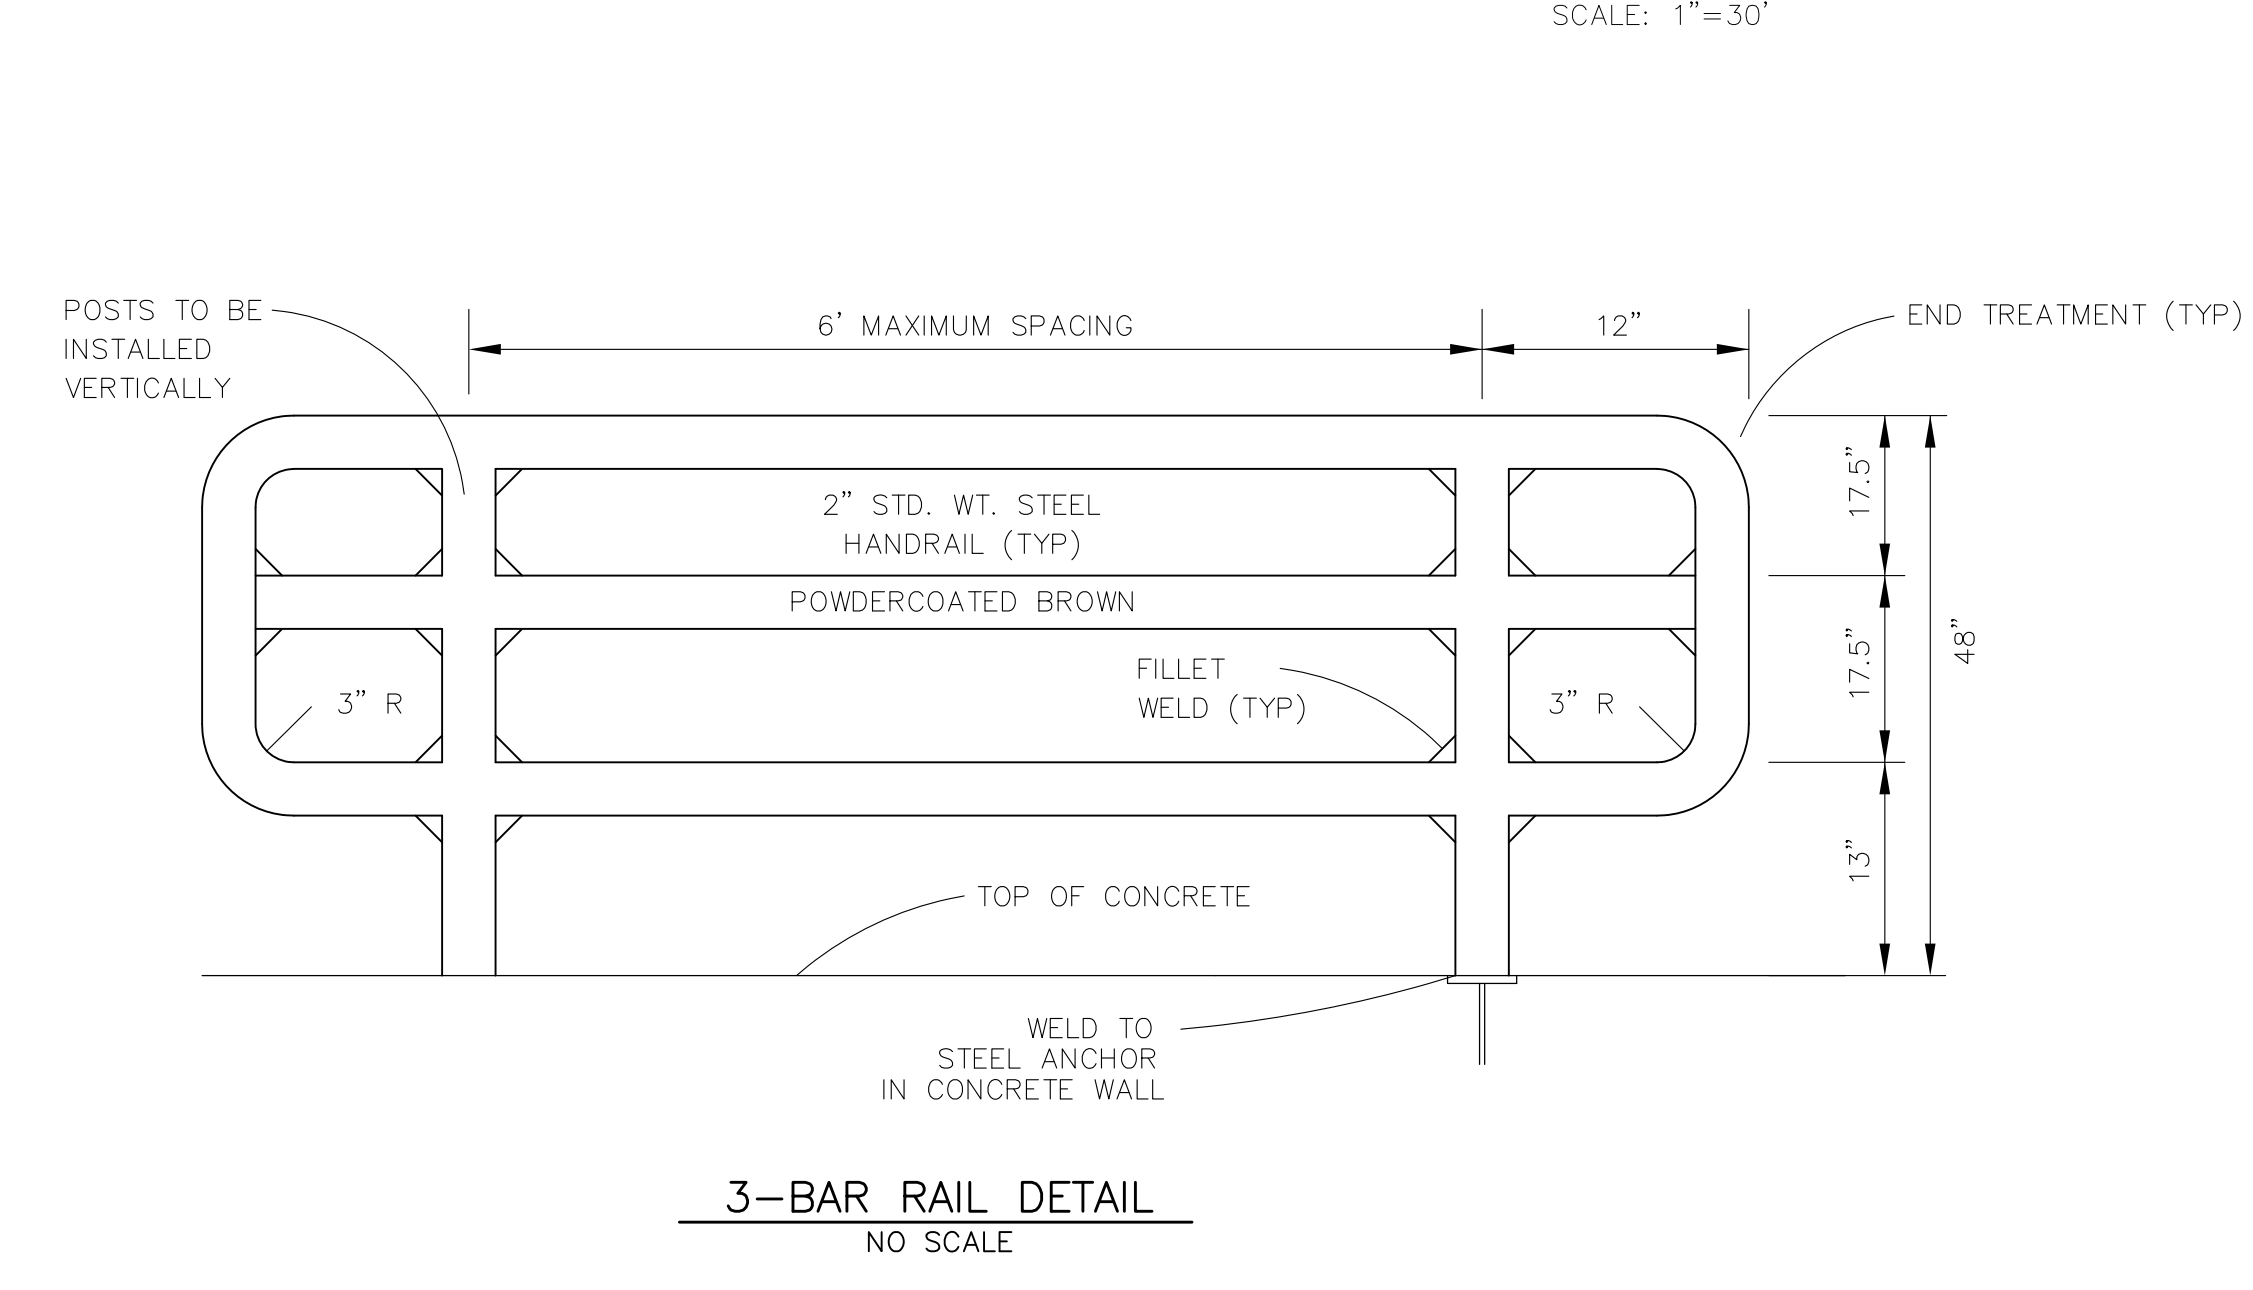 SCALE: 1"=30'
POSTS TO BE
INSTALLED
VERTICALLY
6' MAXIMUM SPACING
12"
END TREATMENT (TYP)
2" STD. WT. STEEL
HANDRAIL (TYP)
17.5"
POWDERCOATED BROWN
17.5"
48"
FILLET
WELD (TYP)
3" R
3" R
13"
TOP OF CONCRETE
WELD TO
STEEL ANCHOR
IN CONCRETE WALL
3-BAR RAIL DETAIL
NO SCALE